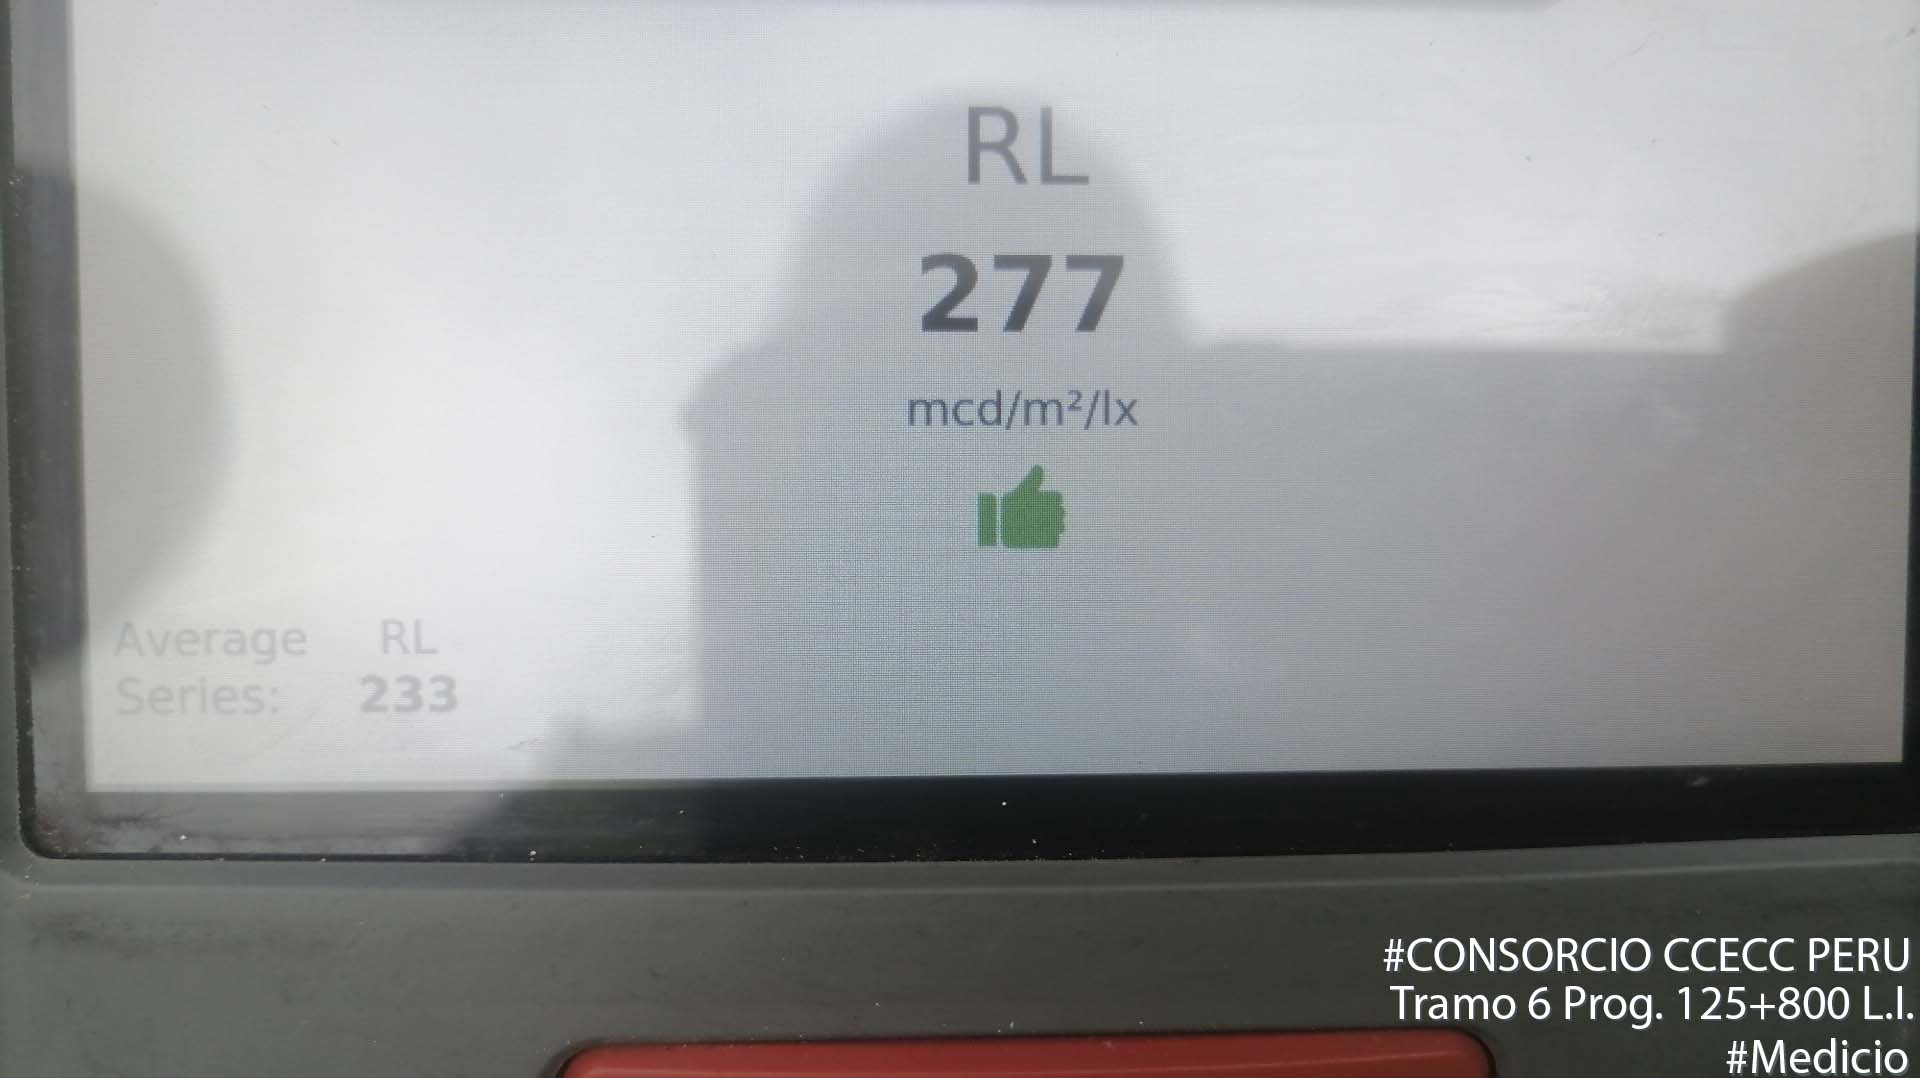 RL
277
mcd/m²/lx
Average RL
Series: 233
#CONSORCIO CCECC PERU
Tramo 6 Prog. 125+800 L.I.
#Medicio